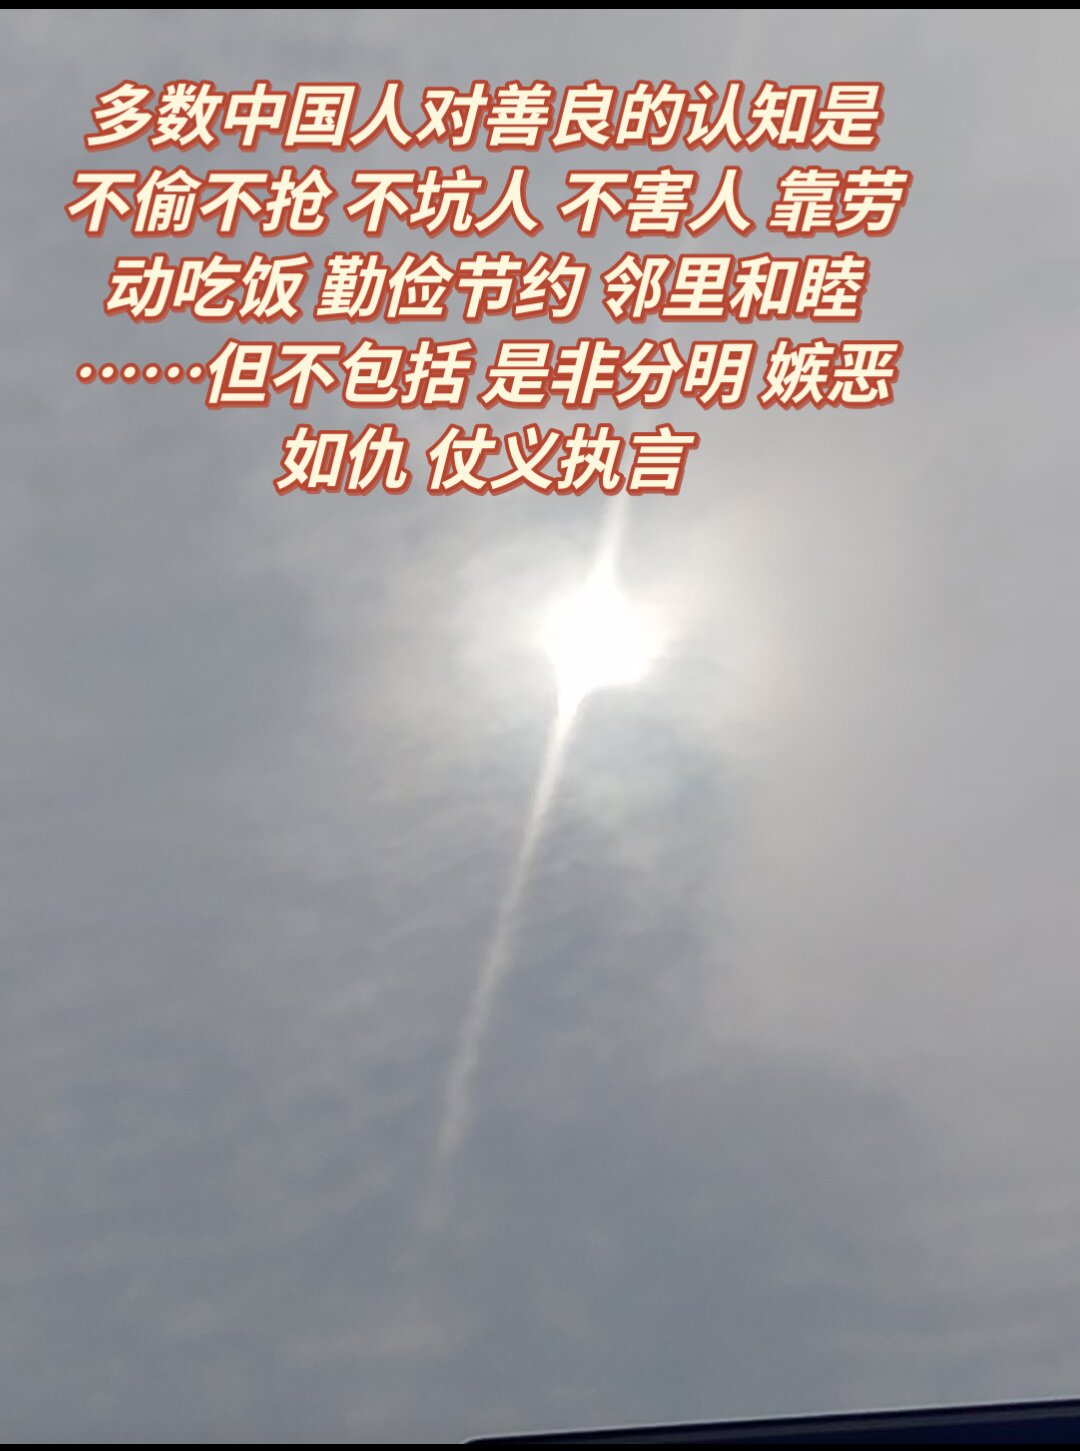 多数中国人对善良的认知是
不偷不抢 不坑人 不害人 靠劳
动吃饭 勤俭节约 邻里和睦
……但不包括 是非分明 嫉恶
如仇 仗义执言